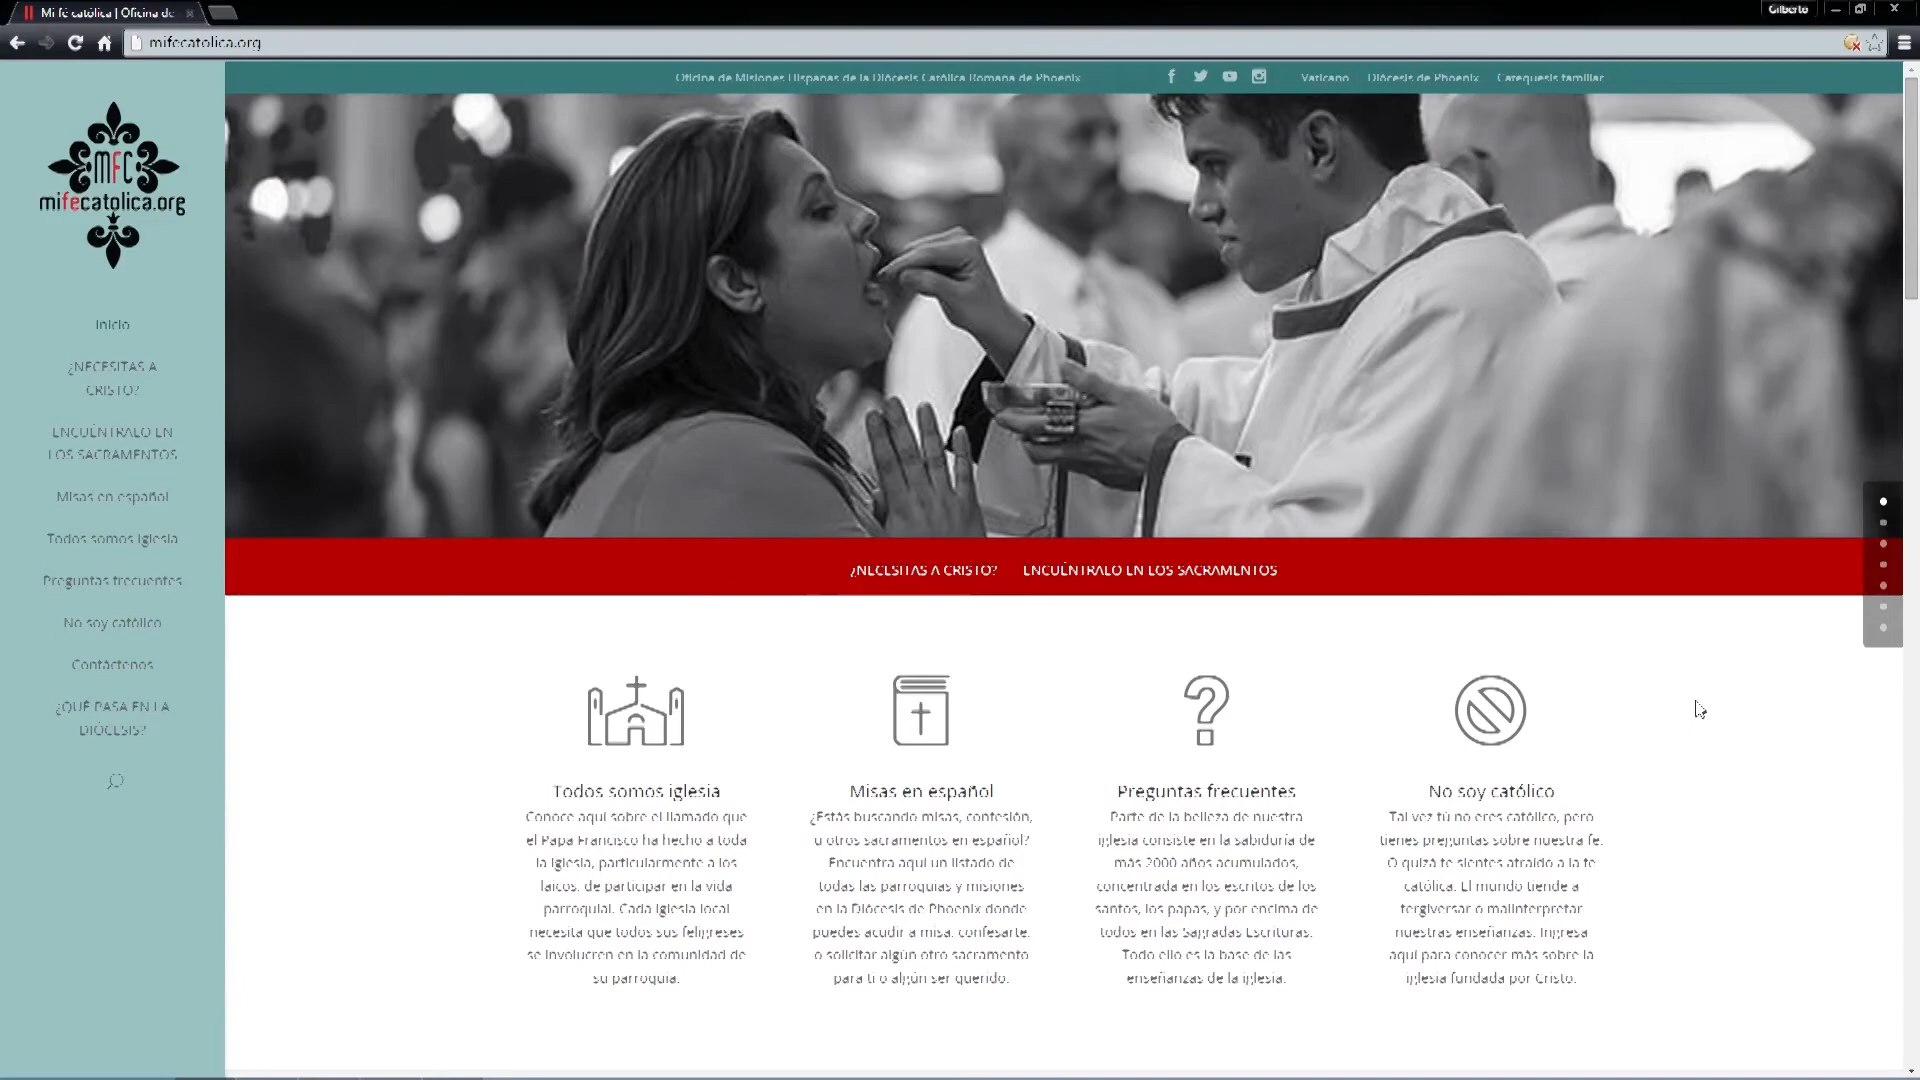 Mi fé católica | Oficina de
Gilberto
mifecatolica.org
Oficina de Misiones Hispanas de la Diócesis Católica Romana de Phoenix
Vaticano Diócesis de Phoenix Catequesis familiar
MFC
mifecatolica.org
Inicio
¿NECESITAS A
CRISTO?
ENCUÉNTRALO EN
LOS SACRAMENTOS
Misas en español
Todos somos iglesia
Preguntas frecuentes
No soy católico
Contáctenos
¿QUÉ PASA EN LA
DIÓCESIS?
¿NECESITAS A CRISTO? ENCUÉNTRALO EN LOS SACRAMENTOS
Todos somos iglesia
Conoce aquí sobre el llamado que
el Papa Francisco ha hecho a toda
la iglesia, particularmente a los
laicos, de participar en la vida
parroquial. Cada iglesia local
necesita que todos sus feligreses
se involucren en la comunidad de
su parroquia.
Misas en español
¿Estás buscando misas, confesión,
u otros sacramentos en español?
Encuentra aquí un listado de
todas las parroquias y misiones
en la Diócesis de Phoenix donde
puedes acudir a misa, confesarte,
o solicitar algún otro sacramento
para ti o algún ser querido.
Preguntas frecuentes
Parte de la belleza de nuestra
iglesia consiste en la sabiduría de
más 2000 años acumulados,
concentrada en los escritos de los
santos, los papas, y por encima de
todos en las Sagradas Escrituras.
Todo ello es la base de las
enseñanzas de la iglesia.
No soy católico
Tal vez tú no eres católico, pero
tienes preguntas sobre nuestra fe.
O quizá te sientes atraído a la fe
católica. El mundo tiende a
tergiversar o malinterpretar
nuestras enseñanzas. Ingresa
aquí para conocer más sobre la
iglesia fundada por Cristo.